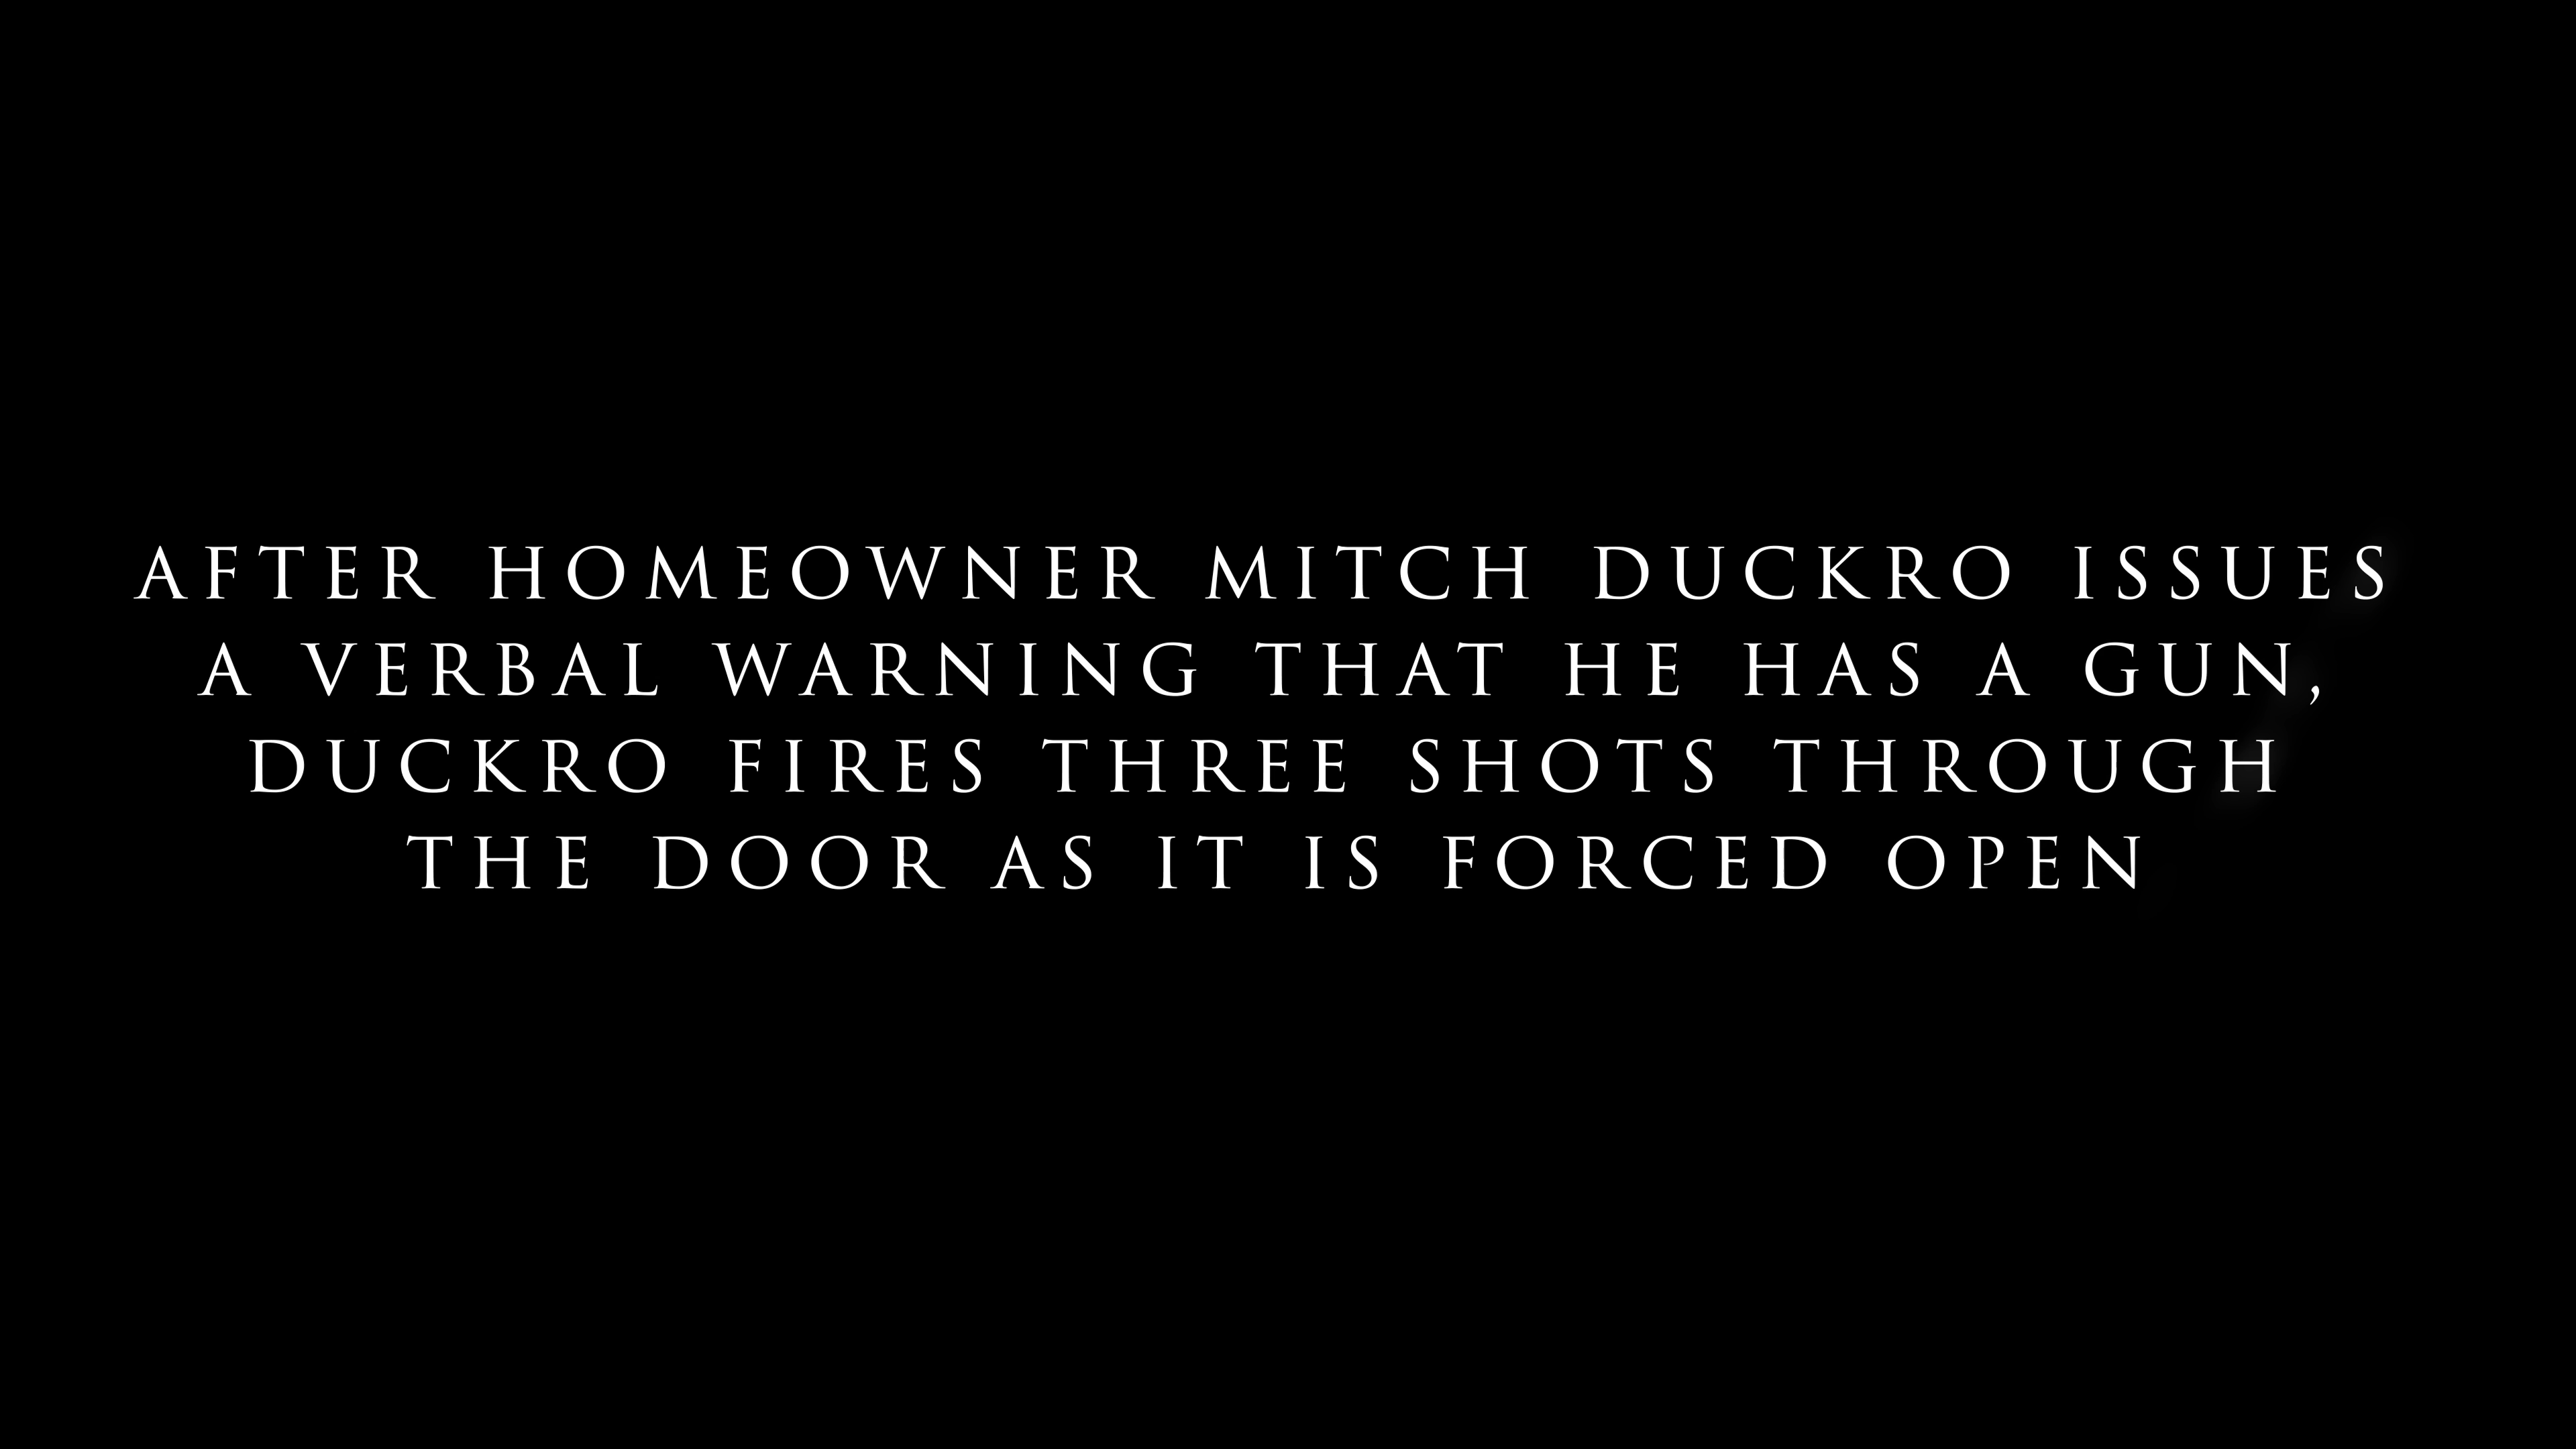 AFTER HOMEOWNER MITCH DUCKRO ISSUES
A VERBAL WARNING THAT HE HAS A GUN,
DUCKRO FIRES THREE SHOTS THROUGH
THE DOOR AS IT IS FORCED OPEN